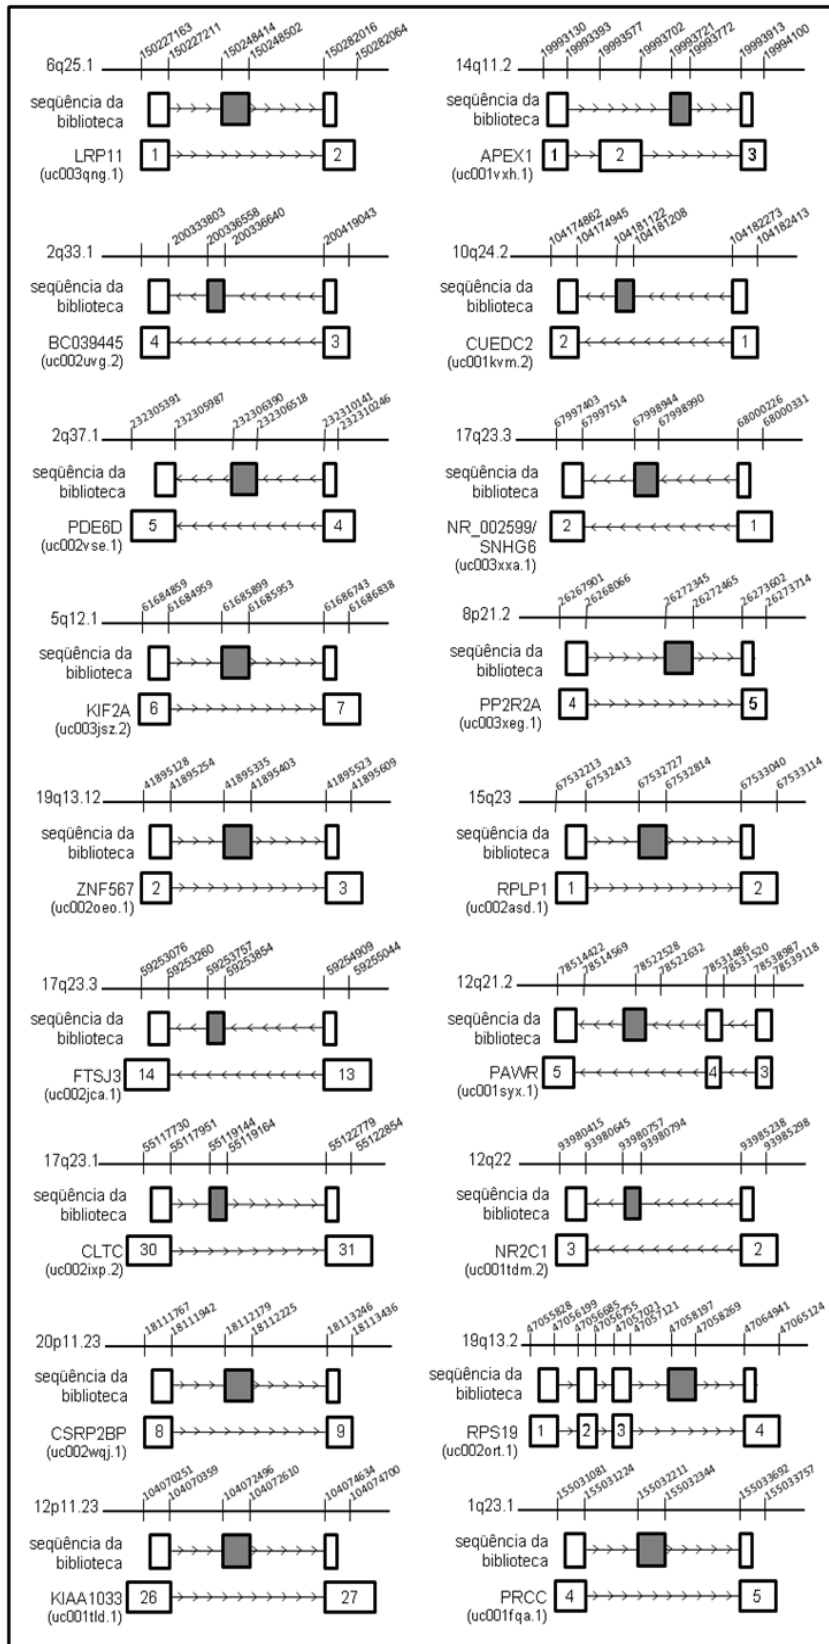 150227163
150227211
150248414
150248502
150282016
150282064
6q25.1
seqüência da
biblioteca
1
2
LRP11
(uc003qng.1)
200333803
200336558
200336640
200419043
2q33.1
seqüência da
biblioteca
4
3
BC039445
(uc002uvg.2)
232305391
232305987
232306390
232306518
232310141
232310246
2q37.1
seqüência da
biblioteca
5
4
PDE6D
(uc002vse.1)
61684859
61684959
61685899
61685953
61686743
61686838
5q12.1
seqüência da
biblioteca
6
7
KIF2A
(uc003jsz.2)
41895128
41895254
41895335
41895403
41895523
41895609
19q13.12
seqüência da
biblioteca
2
3
ZNF567
(uc002oeo.1)
59253076
59253260
59253757
59253854
59254909
59255044
17q23.3
seqüência da
biblioteca
14
13
FTSJ3
(uc002jca.1)
55117730
55117951
55119144
55119164
55122779
55122854
17q23.1
seqüência da
biblioteca
30
31
CLTC
(uc002ixp.2)
18111767
18111942
18112179
18112225
18113246
18113436
20p11.23
seqüência da
biblioteca
8
9
CSRP2BP
(uc002wqj.1)
104070251
104070359
104072496
104072610
104074634
104074700
12p11.23
seqüência da
biblioteca
26
27
KIAA1033
(uc001tld.1)
19993130
19993393
19993577
19993702
19993721
19993772
19993913
19994100
14q11.2
seqüência da
biblioteca
1
2
3
APEX1
(uc001vxh.1)
104174862
104174945
104181122
104181208
104182273
104182413
10q24.2
seqüência da
biblioteca
2
1
CUEDC2
(uc001kvm.2)
67997403
67997514
67998944
67998990
68000226
68000331
17q23.3
seqüência da
biblioteca
2
1
NR_002599/
SNHG6
(uc003xxa.1)
26267901
26268066
26272345
26272465
26273602
26273714
8p21.2
seqüência da
biblioteca
4
5
PP2R2A
(uc003xeg.1)
67532213
67532413
67532727
67532814
67533040
67533114
15q23
seqüência da
biblioteca
1
2
RPLP1
(uc002asd.1)
78514422
78514569
78522528
78522632
78531486
78531520
78538987
78539118
12q21.2
seqüência da
biblioteca
5
4
3
PAWR
(uc001syx.1)
93980415
93980645
93980757
93980794
93985238
93985298
12q22
seqüência da
biblioteca
3
2
NR2C1
(uc001tdm.2)
47055828
47056199
47056685
47056755
47057021
47057121
47058197
47058269
47064941
47065124
19q13.2
seqüência da
biblioteca
1
2
3
4
RPS19
(uc002ort.1)
155031081
155031224
155032211
155032344
155033692
155033757
1q23.1
seqüência da
biblioteca
4
5
PRCC
(uc001fqa.1)